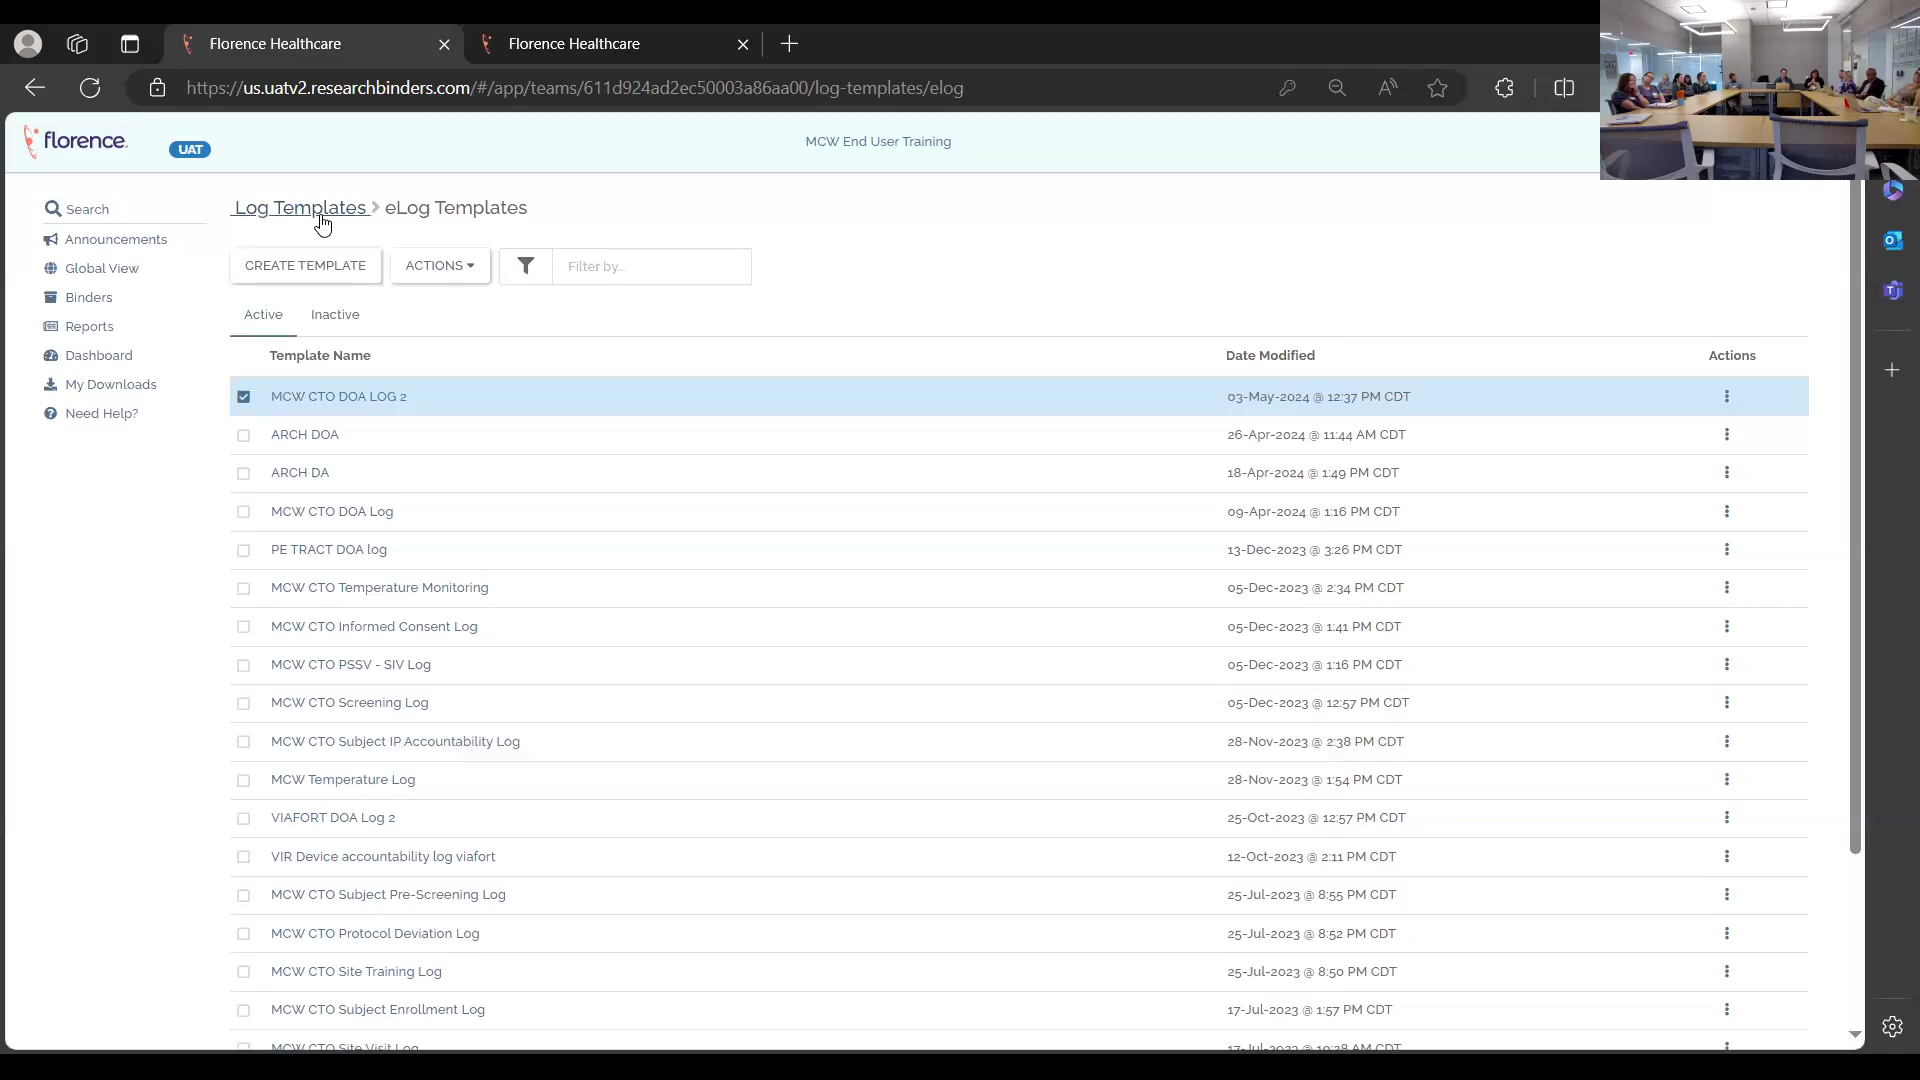 Florence Healthcare
Florence Healthcare
https://us.uatv2.researchbinders.com/#/app/teams/611d924ad2ec50003a86aa00/log-templates/elog
florence.
UAT
MCW End User Training
Search
Announcements
Global View
Binders
Reports
Dashboard
My Downloads
Need Help?
Log Templates > eLog Templates
CREATE TEMPLATE
ACTIONS
Filter by...
Active Inactive
Template Name Date Modified Actions
MCW CTO DOA LOG 2 03-May-2024 @ 12:37 PM CDT
ARCH DOA 26-Apr-2024 @ 11:44 AM CDT
ARCH DA 18-Apr-2024 @ 1:49 PM CDT
MCW CTO DOA Log 09-Apr-2024 @ 1:16 PM CDT
PE TRACT DOA log 13-Dec-2023 @ 3:26 PM CDT
MCW CTO Temperature Monitoring 05-Dec-2023 @ 2:34 PM CDT
MCW CTO Informed Consent Log 05-Dec-2023 @ 1:41 PM CDT
MCW CTO PSSV - SIV Log 05-Dec-2023 @ 1:16 PM CDT
MCW CTO Screening Log 05-Dec-2023 @ 12:57 PM CDT
MCW CTO Subject IP Accountability Log 28-Nov-2023 @ 2:38 PM CDT
MCW Temperature Log 28-Nov-2023 @ 1:54 PM CDT
VIAFORT DOA Log 2 25-Oct-2023 @ 12:57 PM CDT
VIR Device accountability log viafort 12-Oct-2023 @ 2:11 PM CDT
MCW CTO Subject Pre-Screening Log 25-Jul-2023 @ 8:55 PM CDT
MCW CTO Protocol Deviation Log 25-Jul-2023 @ 8:52 PM CDT
MCW CTO Site Training Log 25-Jul-2023 @ 8:50 PM CDT
MCW CTO Subject Enrollment Log 17-Jul-2023 @ 1:57 PM CDT
MCW CTO Site Visit Log 17-Jul-2023 @ 10:28 AM CDT